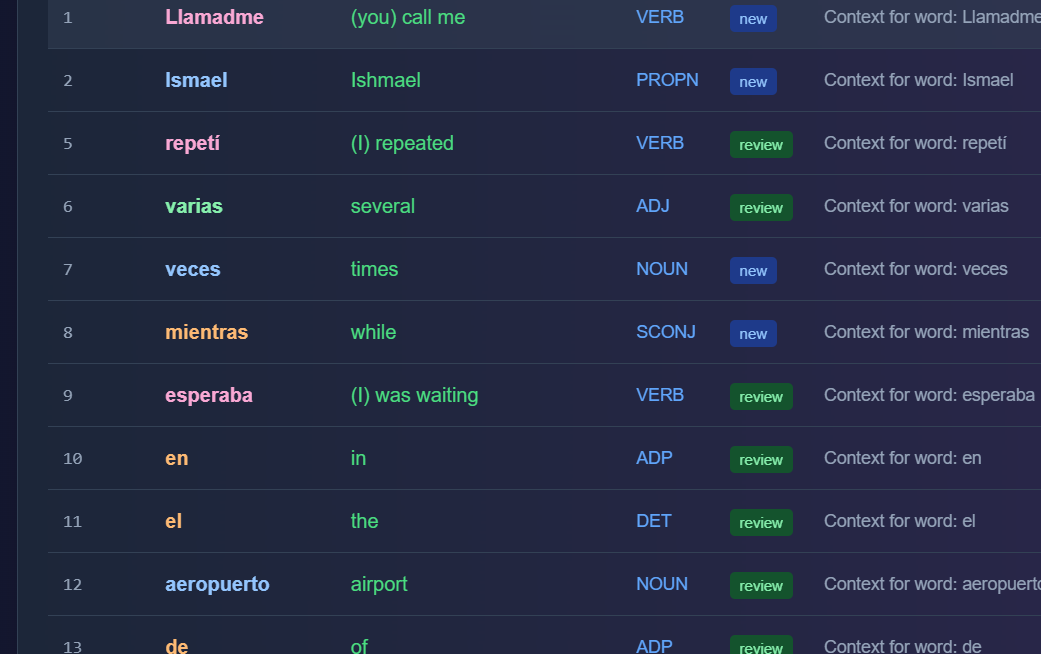 1 Llamadme (you) call me VERB new Context for word: Llamadme
2 Ismael Ishmael PROPN new Context for word: Ismael
5 repetí (I) repeated VERB review Context for word: repetí
6 varias several ADJ review Context for word: varias
7 veces times NOUN new Context for word: veces
8 mientras while SCONJ new Context for word: mientras
9 esperaba (I) was waiting VERB review Context for word: esperaba
10 en in ADP review Context for word: en
11 el the DET review Context for word: el
12 aeropuerto airport NOUN review Context for word: aeropuerto
13 de of ADP review Context for word: de